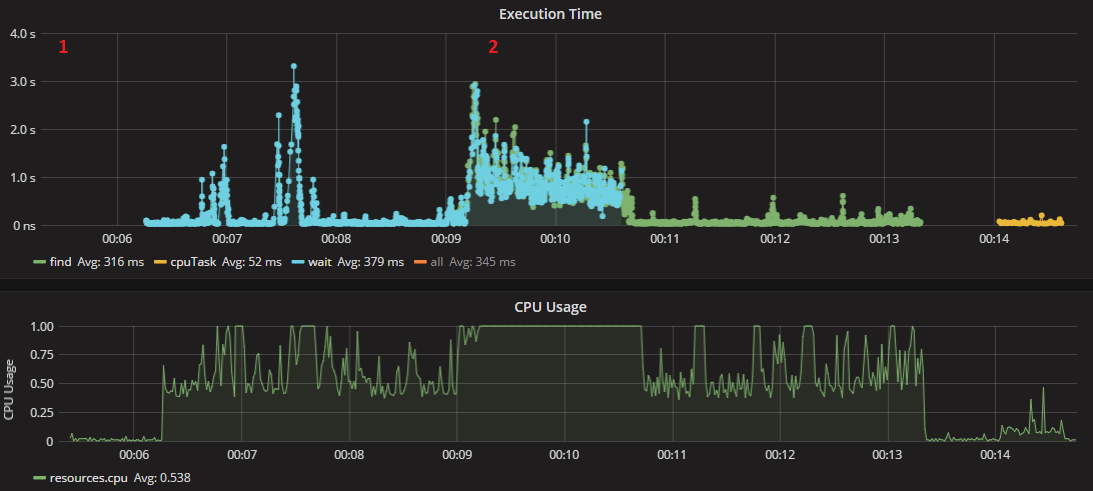 Execution Time
4.0 s
1
2
3.0 s
2.0 s
1.0 s
0 ns
00:06 00:07 00:08 00:09 00:10 00:11 00:12 00:13 00:14
find Avg: 316 ms cpuTask Avg: 52 ms wait Avg: 379 ms all Avg: 345 ms
CPU Usage
CPU Usage
1.00
0.75
0.50
0.25
0
00:06 00:07 00:08 00:09 00:10 00:11 00:12 00:13 00:14
resources.cpu Avg: 0.538